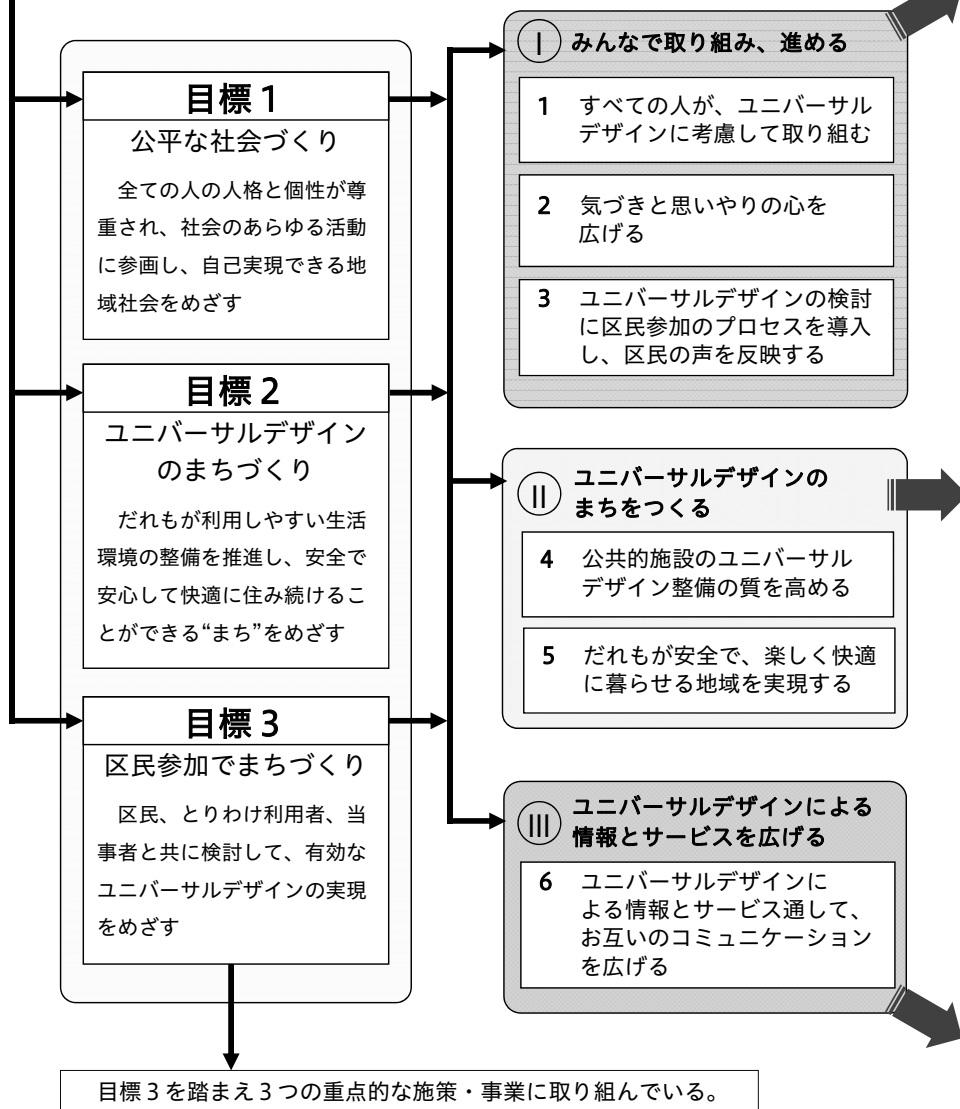 目標１
公平な社会づくり
全ての人の人格と個性が尊
重され、社会のあらゆる活動
に参画し、自己実現できる地
域社会をめざす
目標２
ユニバーサルデザイン
のまちづくり
だれもが利用しやすい生活
環境の整備を推進し、安全で
安心して快適に住み続けるこ
とができる“まち”をめざす
目標３
区民参加でまちづくり
区民、とりわけ利用者、当
事者と共に検討して、有効な
ユニバーサルデザインの実現
をめざす
Ⅰ みんなで取り組み、進める
1 すべての人が、ユニバーサル
デザインに考慮して取り組む
2 気づきと思いやりの心を
広げる
3 ユニバーサルデザインの検討
に区民参加のプロセスを導入
し、区民の声を反映する
Ⅱ ユニバーサルデザインの
まちをつくる
4 公共的施設のユニバーサル
デザイン整備の質を高める
5 だれもが安全で、楽しく快適
に暮らせる地域を実現する
Ⅲ ユニバーサルデザインによる
情報とサービスを広げる
6 ユニバーサルデザインに
よる情報とサービス通して、
お互いのコミュニケーション
を広げる
目標３を踏まえ３つの重点的な施策・事業に取り組んでいる。